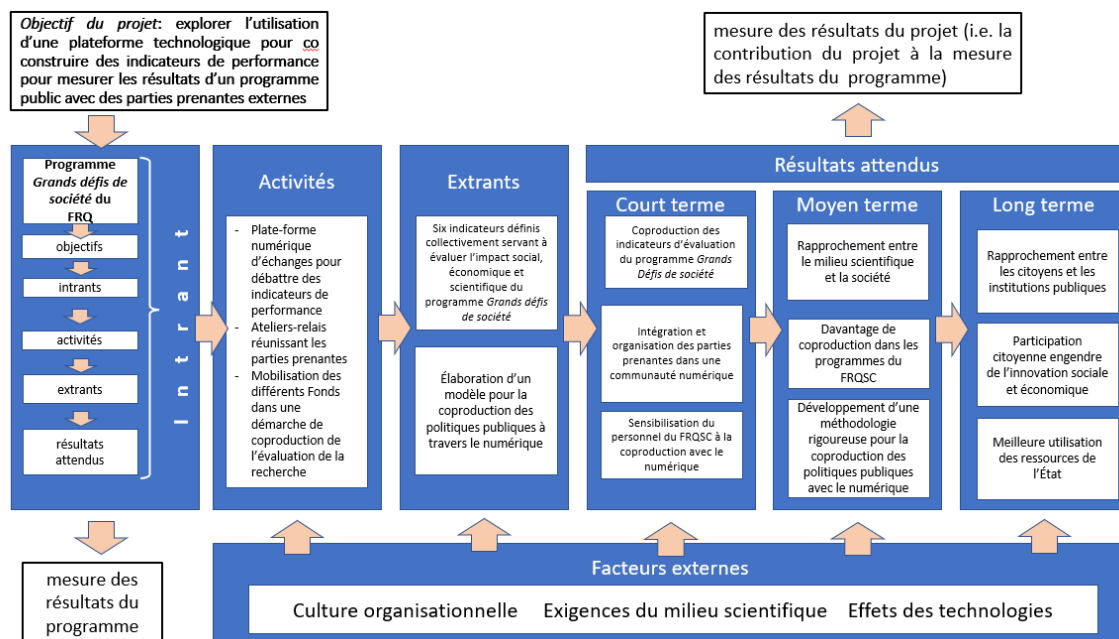 Objectif du projet: explorer l’utilisation
d’une plateforme technologique pour co
construire des indicateurs de performance
pour mesurer les résultats d’un programme
public avec des parties prenantes externes
mesure des résultats du projet (i.e. la
contribution du projet à la mesure
des résultats du programme)
Programme
Grands défis de
société du
FRQ
objectifs
intrants
activités
extrants
résultats
attendus
Intrant
mesure des
résultats du
programme
Activités
- Plate-forme
numérique
d’échanges pour
débattre des
indicateurs de
performance
- Ateliers-relais
réunissant les
parties prenantes
- Mobilisation des
différents Fonds
dans une
démarche de
coproduction de
l’évaluation de la
recherche
Extrants
Six indicateurs définis
collectivement servant à
évaluer l’impact social,
économique et
scientifique du
programme Grands défis
de société
Élaboration d’un
modèle pour la
coproduction des
politiques publiques à
travers le numérique
Résultats attendus
Court terme
Coproduction des
indicateurs d’évaluation
du programme Grands
Défis de société
Intégration et
organisation des parties
prenantes dans une
communauté numérique
Sensibilisation du
personnel du FRQSC à la
coproduction avec le
numérique
Moyen terme
Rapprochement entre
le milieu scientifique
et la société
Davantage de
coproduction dans les
programmes du
FRQSC
Développement d’une
méthodologie
rigoureuse pour la
coproduction des
politiques publiques
avec le numérique
Long terme
Rapprochement entre
les citoyens et les
institutions publiques
Participation
citoyenne engendre
de l’innovation sociale
et économique
Meilleure utilisation
des ressources de
l’État
Facteurs externes
Culture organisationnelle Exigences du milieu scientifique Effets des technologies